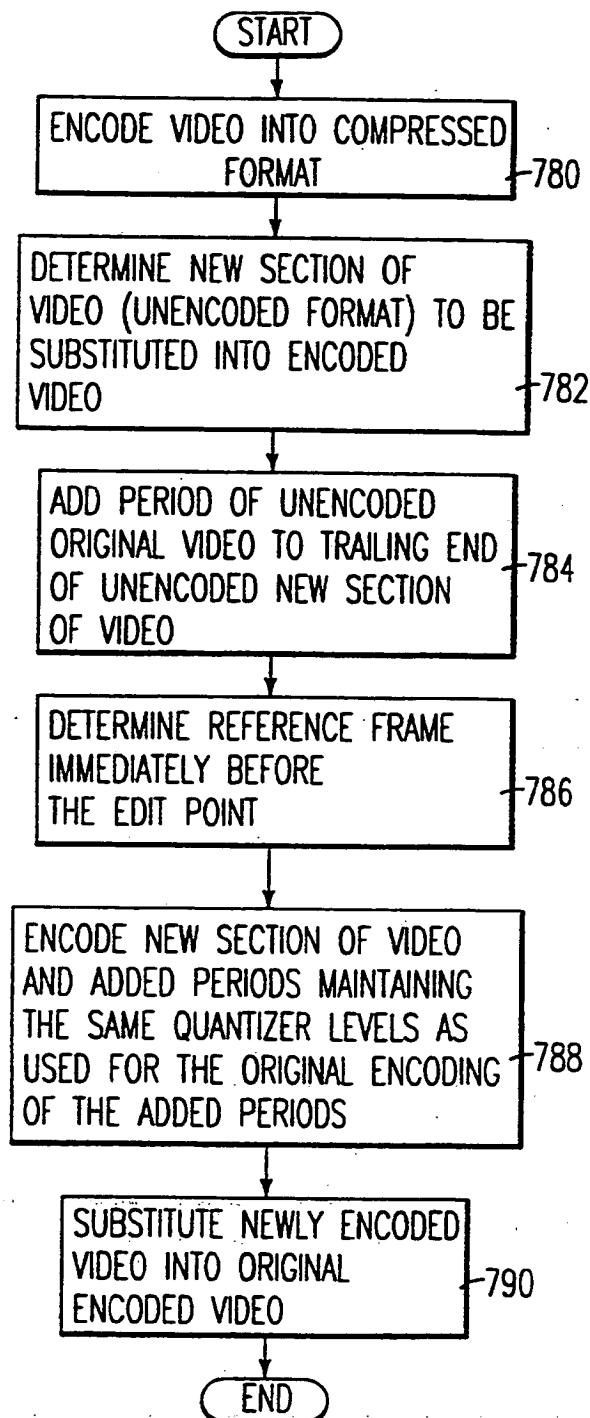 START
ENCODE VIDEO INTO COMPRESSED
FORMAT
780
DETERMINE NEW SECTION OF
VIDEO (UNENCODED FORMAT) TO BE
SUBSTITUTED INTO ENCODED
VIDEO
782
ADD PERIOD OF UNENCODED
ORIGINAL VIDEO TO TRAILING END
OF UNENCODED NEW SECTION
OF VIDEO
784
DETERMINE REFERENCE FRAME
IMMEDIATELY BEFORE
THE EDIT POINT
786
ENCODE NEW SECTION OF VIDEO
AND ADDED PERIODS MAINTAINING
THE SAME QUANTIZER LEVELS AS
USED FOR THE ORIGINAL ENCODING
OF THE ADDED PERIODS
788
SUBSTITUTE NEWLY ENCODED
VIDEO INTO ORIGINAL
ENCODED VIDEO
790
END